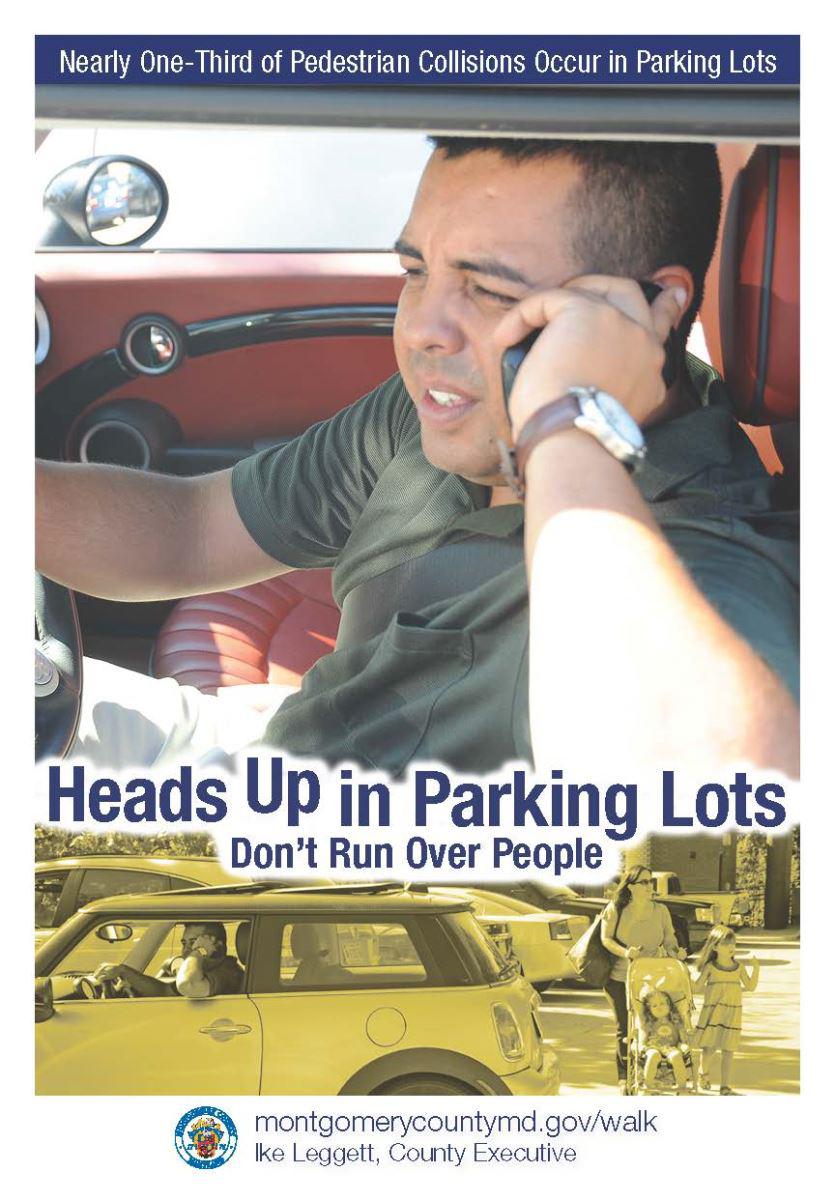 Nearly One-Third of Pedestrian Collisions Occur in Parking Lots
Heads Up in Parking Lots
Don't Run Over People
montgomerycountymd.gov/walk
Ike Leggett, County Executive